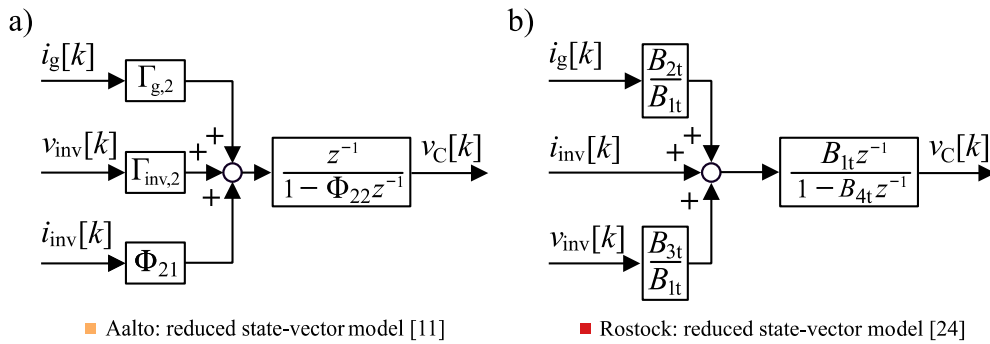 a)
i_g[k]
Γ_g,2
v_inv[k]
Γ_inv,2
i_inv[k]
Φ_21
+
+
+
z^-1
1 − Φ_22 z^-1
v_C[k]
Aalto: reduced state-vector model [11]
b)
i_g[k]
B_2t
B_1t
i_inv[k]
v_inv[k]
B_3t
B_1t
+
+
+
B_1t z^-1
1 − B_4t z^-1
v_C[k]
Rostock: reduced state-vector model [24]